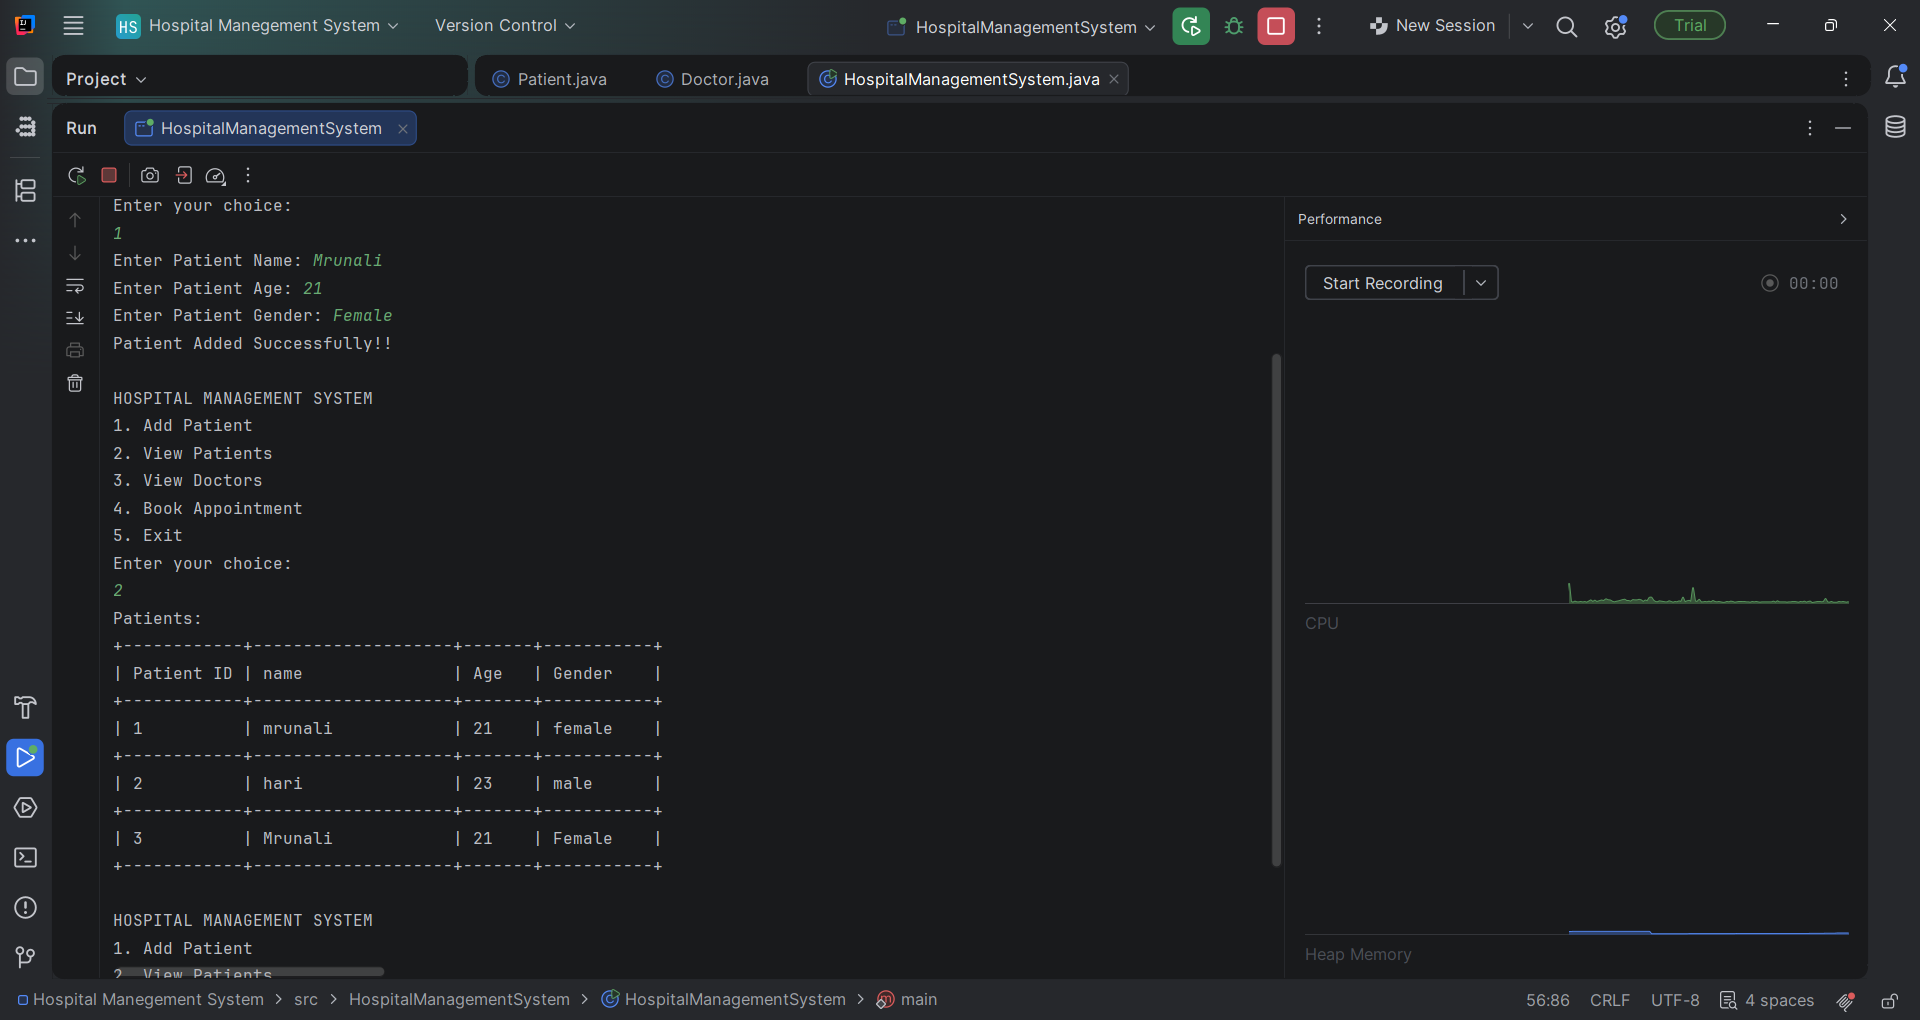 HS Hospital Manegement System Version Control HospitalManagementSystem New Session Trial
Project Patient.java Doctor.java HospitalManagementSystem.java
Run HospitalManagementSystem
Enter your choice:
1
Enter Patient Name: Mrunali
Enter Patient Age: 21
Enter Patient Gender: Female
Patient Added Successfully!!
HOSPITAL MANAGEMENT SYSTEM
1. Add Patient
2. View Patients
3. View Doctors
4. Book Appointment
5. Exit
Enter your choice:
2
Patients:
+------------+--------------------+-------+-----------+
| Patient ID | name               | Age   | Gender    |
+------------+--------------------+-------+-----------+
| 1          | mrunali            | 21    | female    |
+------------+--------------------+-------+-----------+
| 2          | hari               | 23    | male      |
+------------+--------------------+-------+-----------+
| 3          | Mrunali            | 21    | Female    |
+------------+--------------------+-------+-----------+
HOSPITAL MANAGEMENT SYSTEM
1. Add Patient
2. View Patients
Performance
Start Recording 00:00
CPU
Heap Memory
Hospital Manegement System > src > HospitalManagementSystem > HospitalManagementSystem > main 56:86 CRLF UTF-8 4 spaces